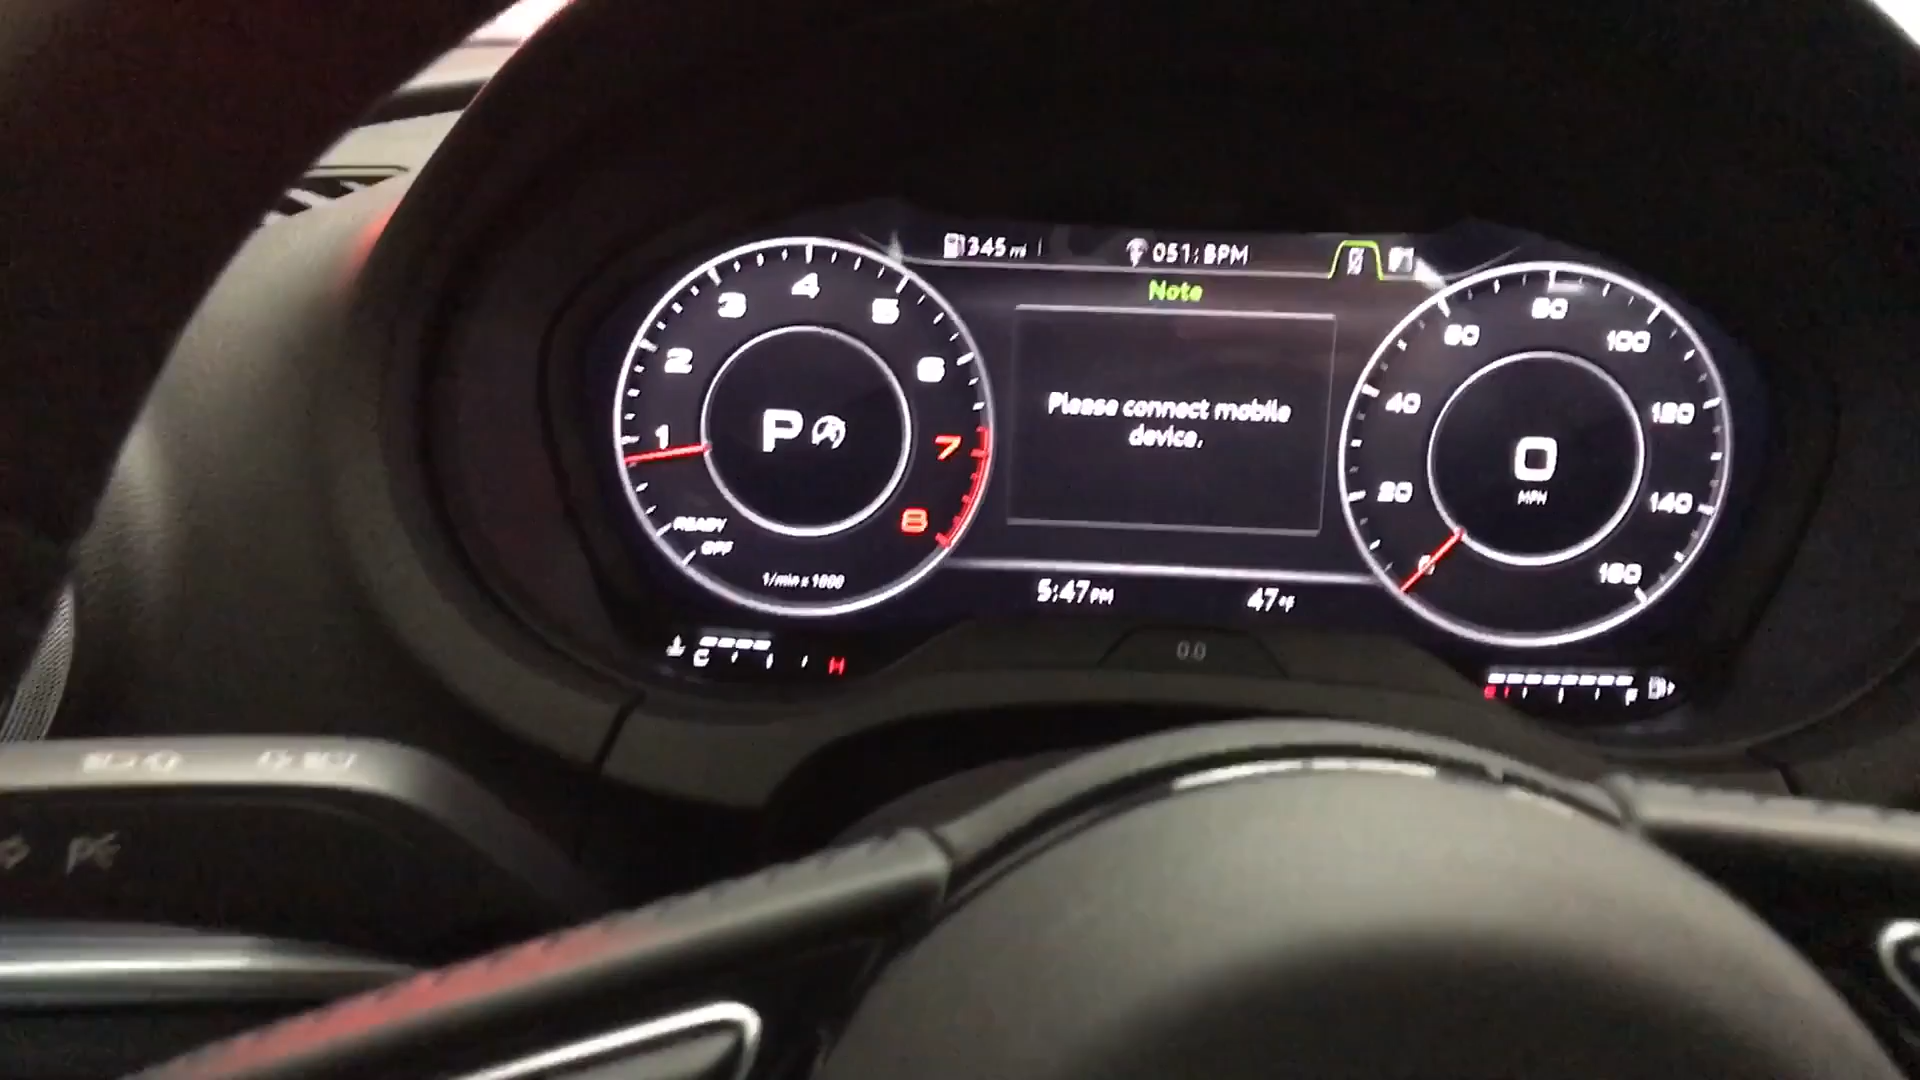 345 mi
051: BPM
Note
Please connect mobile
device.
1
2
3
4
5
6
7
8
READY
OFF
1/min x 1000
P
0
20
40
60
80
100
120
140
160
0
MPH
5:47 PM
47°F
C
H
0.0
F